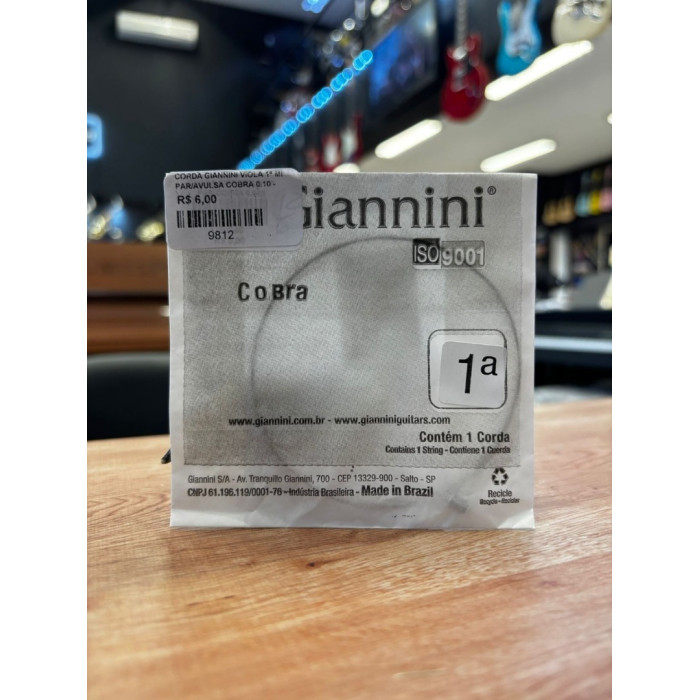 CORDA GIANNINI VIOLA 1ª MI
PAR/AVULSA COBRA 0.10 -
R$ 6,00
9812
Giannini®
ISO 9001
CoBra
1ª
www.giannini.com.br - www.gianniniguitars.com
Contém 1 Corda
Contains 1 String - Contiene 1 Cuerda
Giannini S/A - Av. Tranquillo Giannini, 700 - CEP 13329-900 - Salto - SP
CNPJ 61.196.119/0001-76 - Indústria Brasileira - Made in Brazil
Recicle